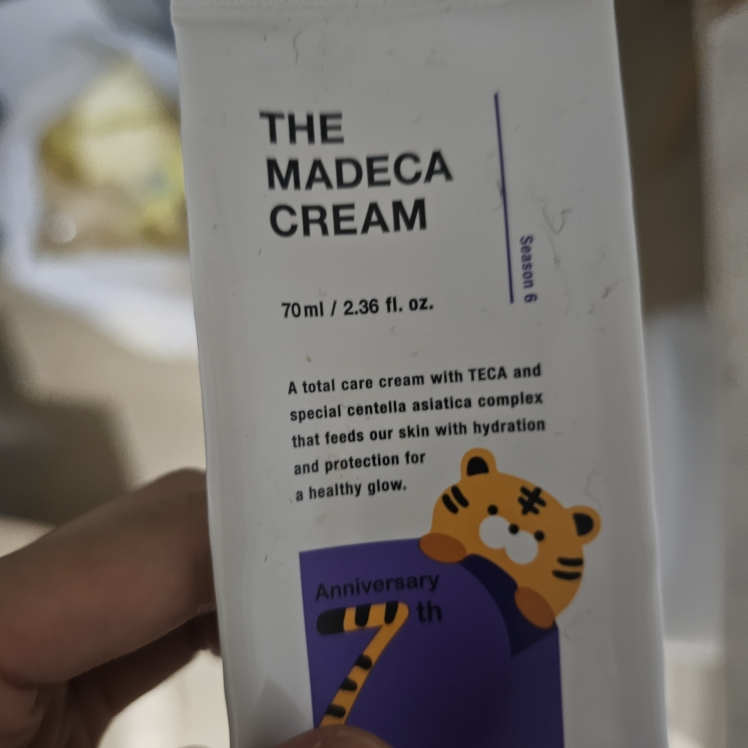 THE
MADECA
CREAM
Season 6
70ml / 2.36 fl. oz.
A total care cream with TECA and
special centella asiatica complex
that feeds our skin with hydration
and protection for
a healthy glow.
Anniversary
7th